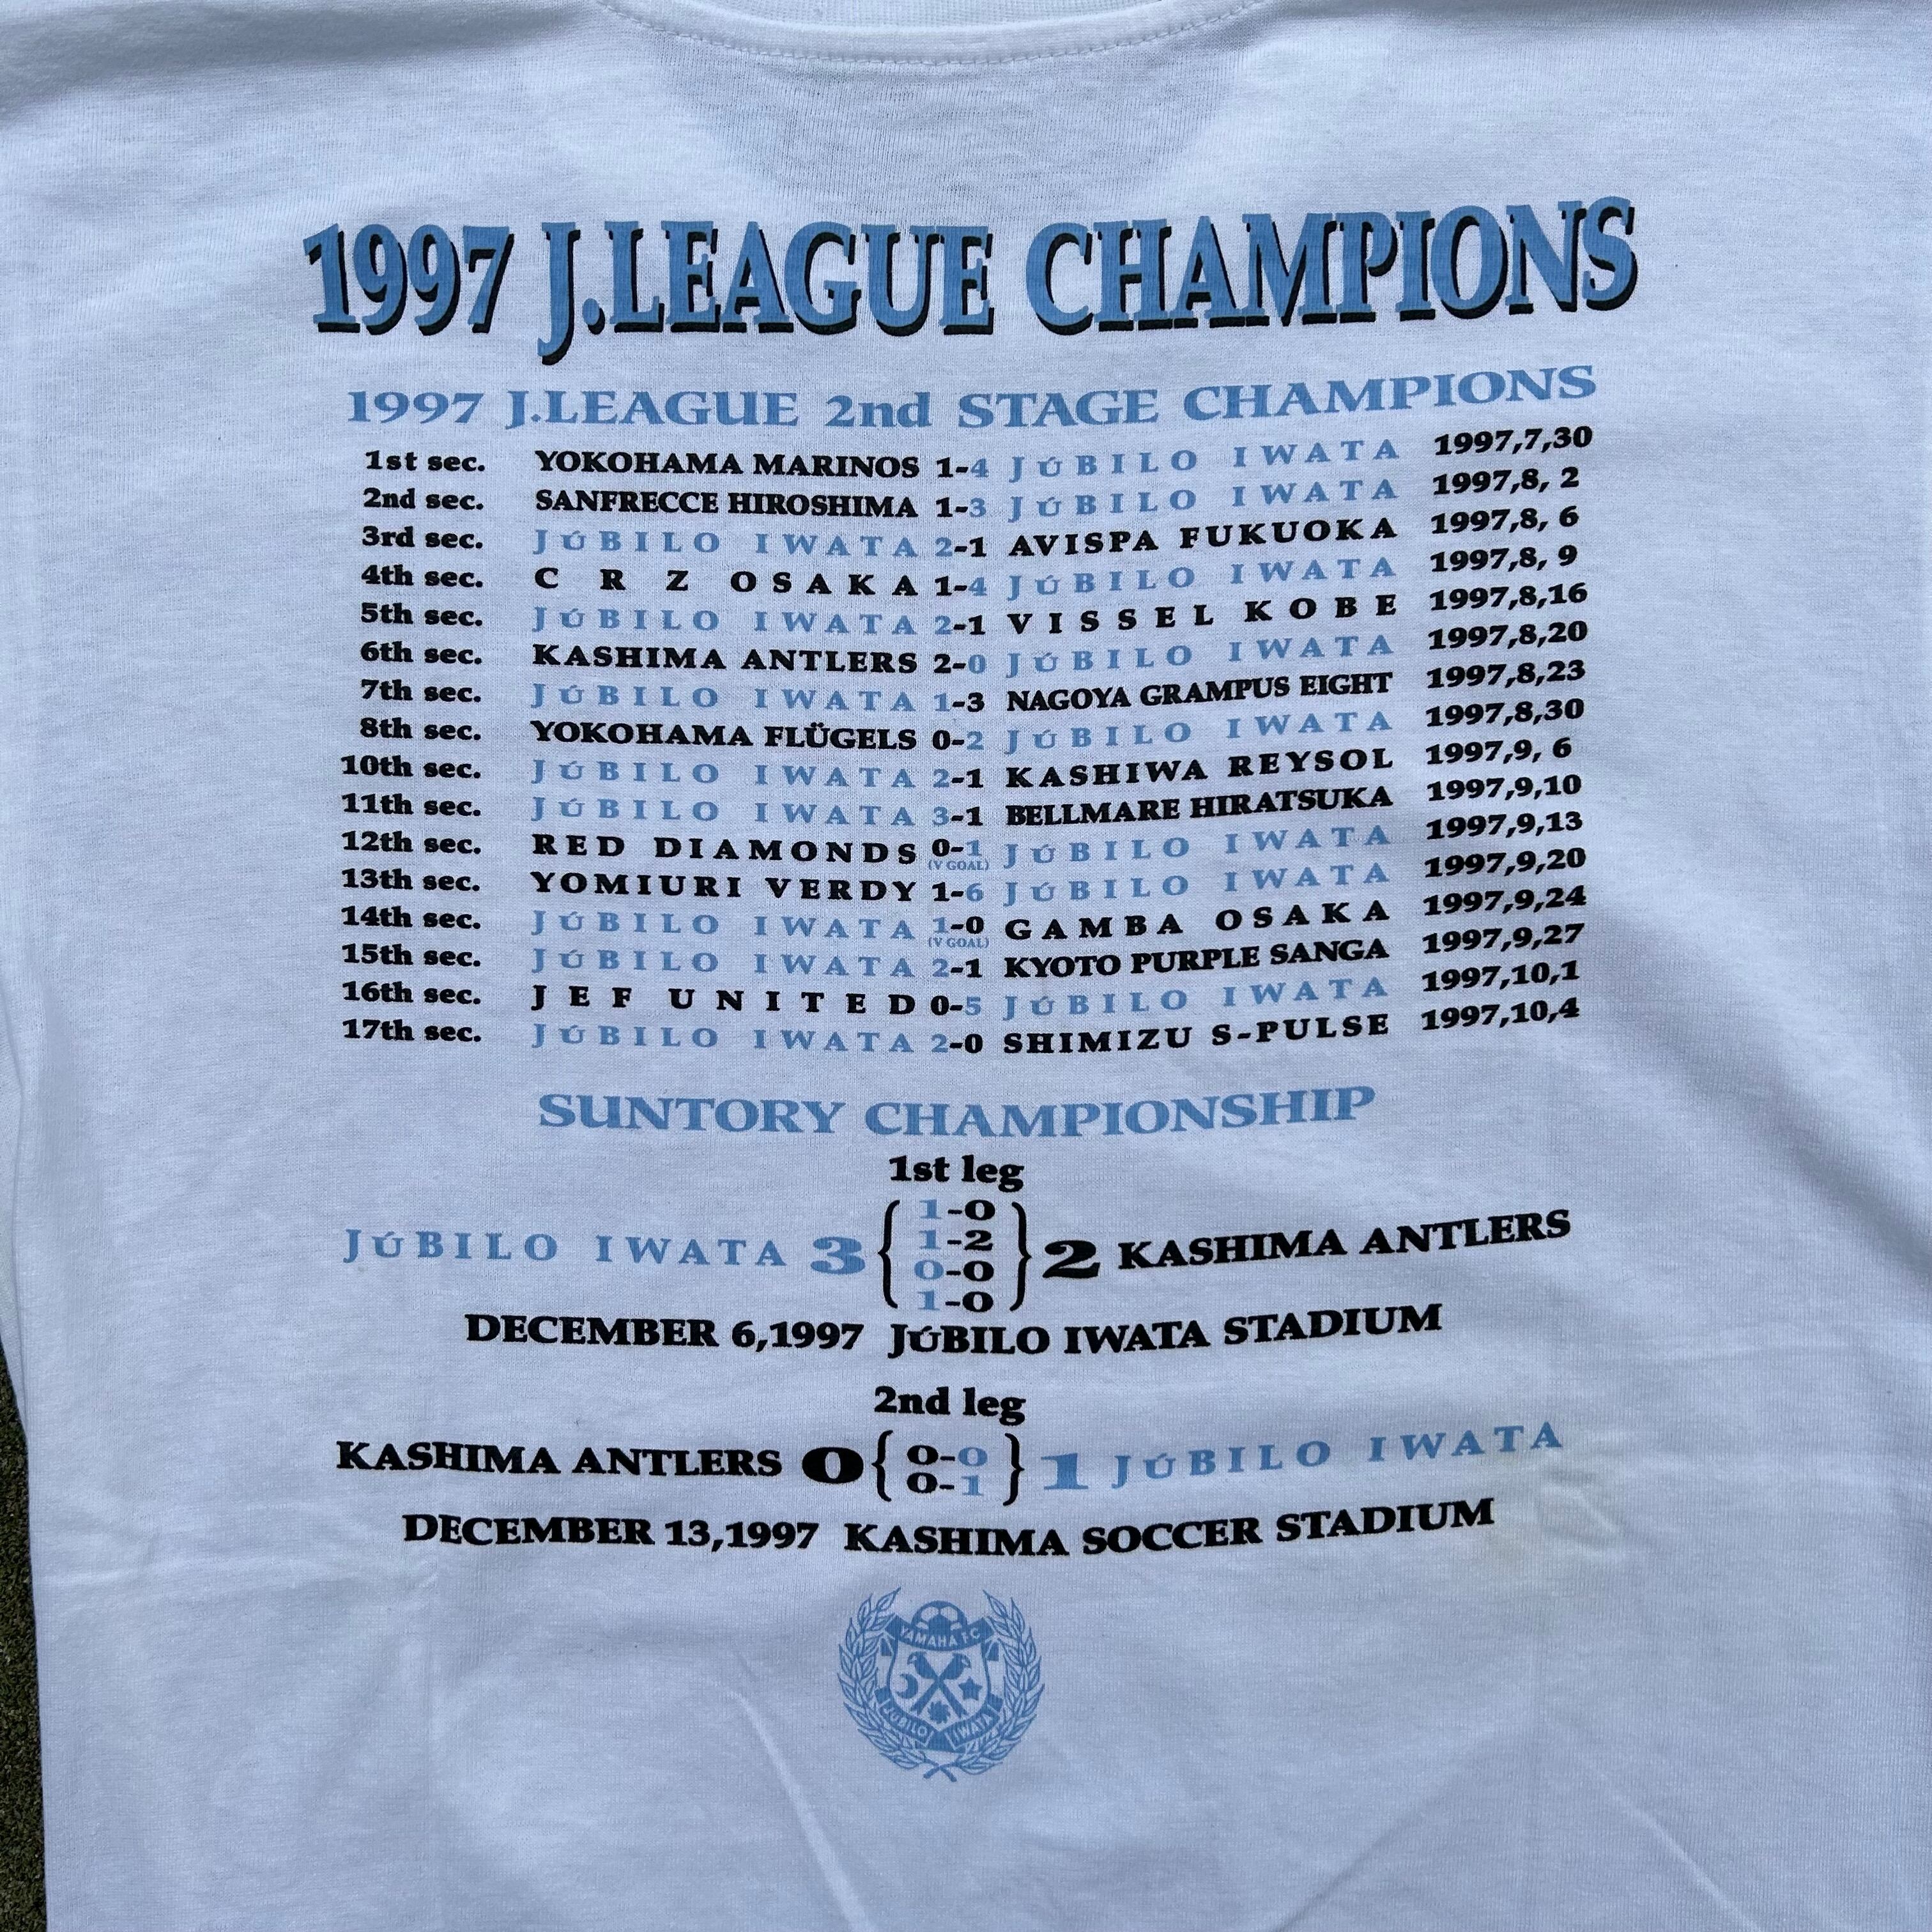 1997 J.LEAGUE CHAMPIONS
1997 J.LEAGUE 2nd STAGE CHAMPIONS
1st sec. YOKOHAMA MARINOS 1-4 JÚBILO IWATA 1997,7,30
2nd sec. SANFRECCE HIROSHIMA 1-3 JÚBILO IWATA 1997,8, 2
3rd sec. JÚBILO IWATA 2-1 AVISPA FUKUOKA 1997,8, 6
4th sec. CRZ OSAKA 1-4 JÚBILO IWATA 1997,8, 9
5th sec. JÚBILO IWATA 2-1 VISSEL KOBE 1997,8,16
6th sec. KASHIMA ANTLERS 2-0 JÚBILO IWATA 1997,8,20
7th sec. JÚBILO IWATA 1-3 NAGOYA GRAMPUS EIGHT 1997,8,23
8th sec. YOKOHAMA FLÜGELS 0-2 JÚBILO IWATA 1997,8,30
10th sec. JÚBILO IWATA 2-1 KASHIWA REYSOL 1997,9, 6
11th sec. JÚBILO IWATA 3-1 BELLMARE HIRATSUKA 1997,9,10
12th sec. RED DIAMONDS 0-1 JÚBILO IWATA 1997,9,13
(V GOAL)
13th sec. YOMIURI VERDY 1-6 JÚBILO IWATA 1997,9,20
14th sec. JÚBILO IWATA 1-0 GAMBA OSAKA 1997,9,24
(V GOAL)
15th sec. JÚBILO IWATA 2-1 KYOTO PURPLE SANGA 1997,9,27
16th sec. JEF UNITED 0-5 JÚBILO IWATA 1997,10,1
17th sec. JÚBILO IWATA 2-0 SHIMIZU S-PULSE 1997,10,4
SUNTORY CHAMPIONSHIP
1st leg
1-0
1-2
JÚBILO IWATA 3 { } 2 KASHIMA ANTLERS
0-0
1-0
DECEMBER 6,1997 JÚBILO IWATA STADIUM
2nd leg
0-0
KASHIMA ANTLERS 0 { } 1 JÚBILO IWATA
0-1
DECEMBER 13,1997 KASHIMA SOCCER STADIUM
YAMAHA F.C.
JÚBILO IWATA